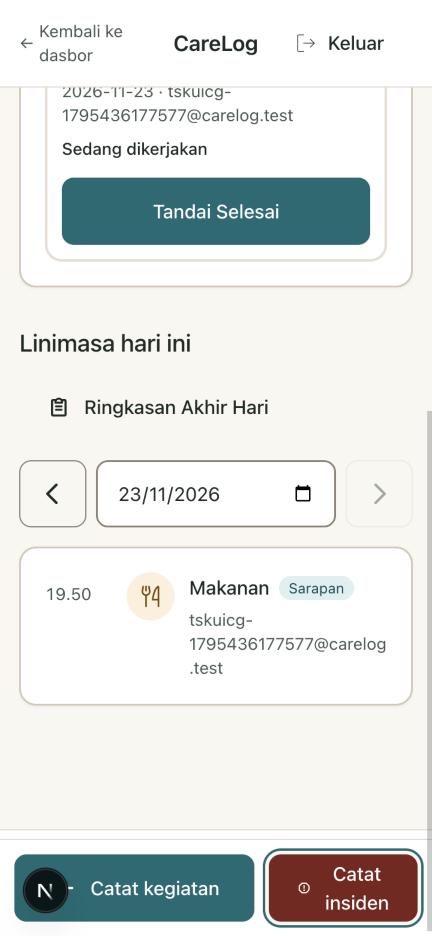 Kembali ke
dasbor
CareLog
Keluar
2026-11-23 · tskuicg-
1795436177577@carelog.test
Sedang dikerjakan
Tandai Selesai
Linimasa hari ini
Ringkasan Akhir Hari
23/11/2026
19.50
Makanan
Sarapan
tskuicg-
1795436177577@carelog
.test
N
Catat kegiatan
Catat
insiden